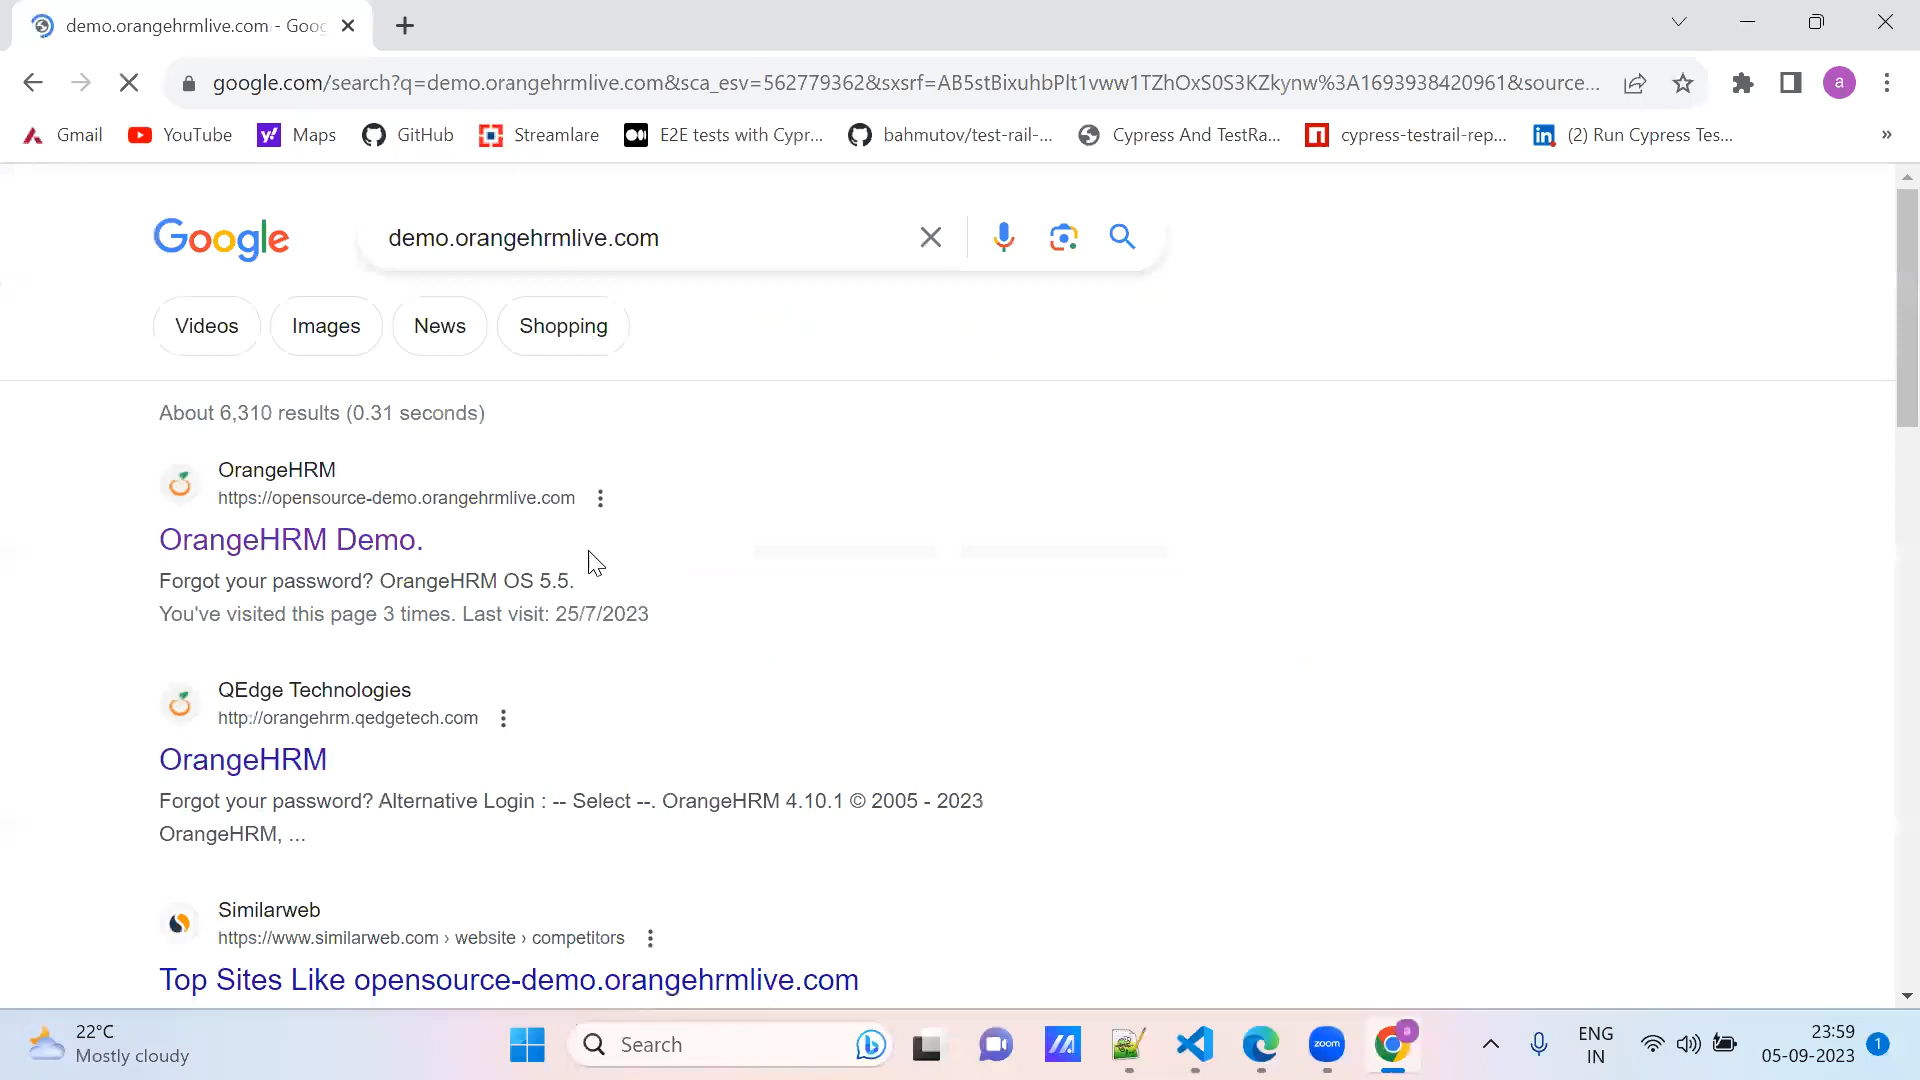 demo.orangehrmlive.com - Goog
google.com/search?q=demo.orangehrmlive.com&sca_esv=562779362&sxsrf=AB5stBixuhbPlt1vww1TZhOxS0S3KZkynw%3A1693938420961&source...
a
Gmail YouTube Maps GitHub Streamlare E2E tests with Cypr... bahmutov/test-rail-... Cypress And TestRa... cypress-testrail-rep... (2) Run Cypress Tes... »
Google demo.orangehrmlive.com
Videos Images News Shopping
About 6,310 results (0.31 seconds)
OrangeHRM
https://opensource-demo.orangehrmlive.com
OrangeHRM Demo.
Forgot your password? OrangeHRM OS 5.5.
You've visited this page 3 times. Last visit: 25/7/2023
QEdge Technologies
http://orangehrm.qedgetech.com
OrangeHRM
Forgot your password? Alternative Login : -- Select --. OrangeHRM 4.10.1 © 2005 - 2023
OrangeHRM, ...
Similarweb
https://www.similarweb.com › website › competitors
Top Sites Like opensource-demo.orangehrmlive.com
22°C
Mostly cloudy
Search
zoom
a
ENG
IN
23:59
05-09-2023
1